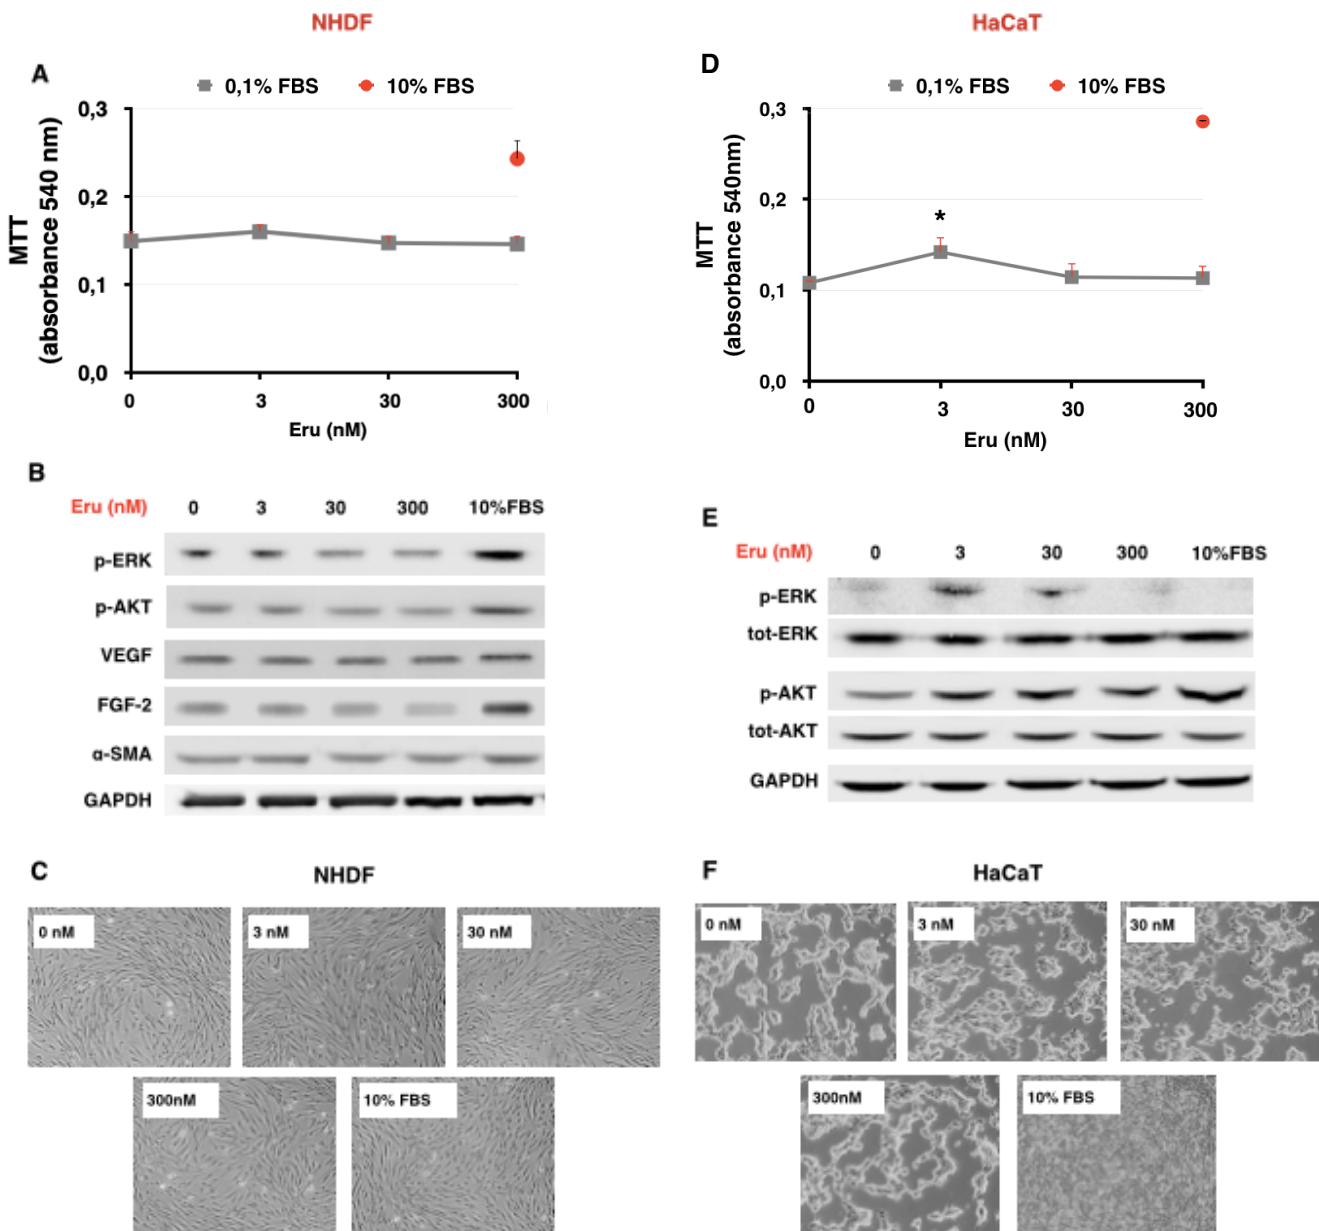 NHDF
A
0,1% FBS 10% FBS
0,3
0,2
0,1
0,0
MTT
(absorbance 540 nm)
0 3 30 300
Eru (nM)
B
Eru (nM) 0 3 30 300 10%FBS
p-ERK
p-AKT
VEGF
FGF-2
α-SMA
GAPDH
C NHDF
0 nM 3 nM 30 nM
300nM 10% FBS
HaCaT
D
0,1% FBS 10% FBS
0,3
0,2
*
0,1
0,0
MTT
(absorbance 540nm)
0 3 30 300
Eru (nM)
E
Eru (nM) 0 3 30 300 10%FBS
p-ERK
tot-ERK
p-AKT
tot-AKT
GAPDH
F HaCaT
0 nM 3 nM 30 nM
300nM 10% FBS